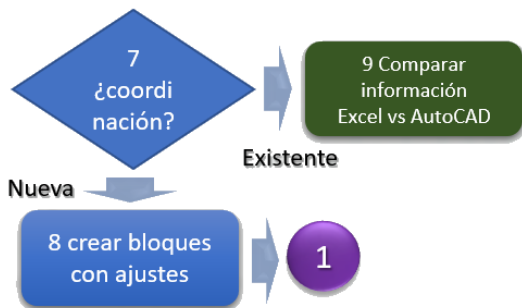 7
¿coordi
nación?
9 Comparar
información
Excel vs AutoCAD
Existente
Nueva
8 crear bloques
con ajustes
1